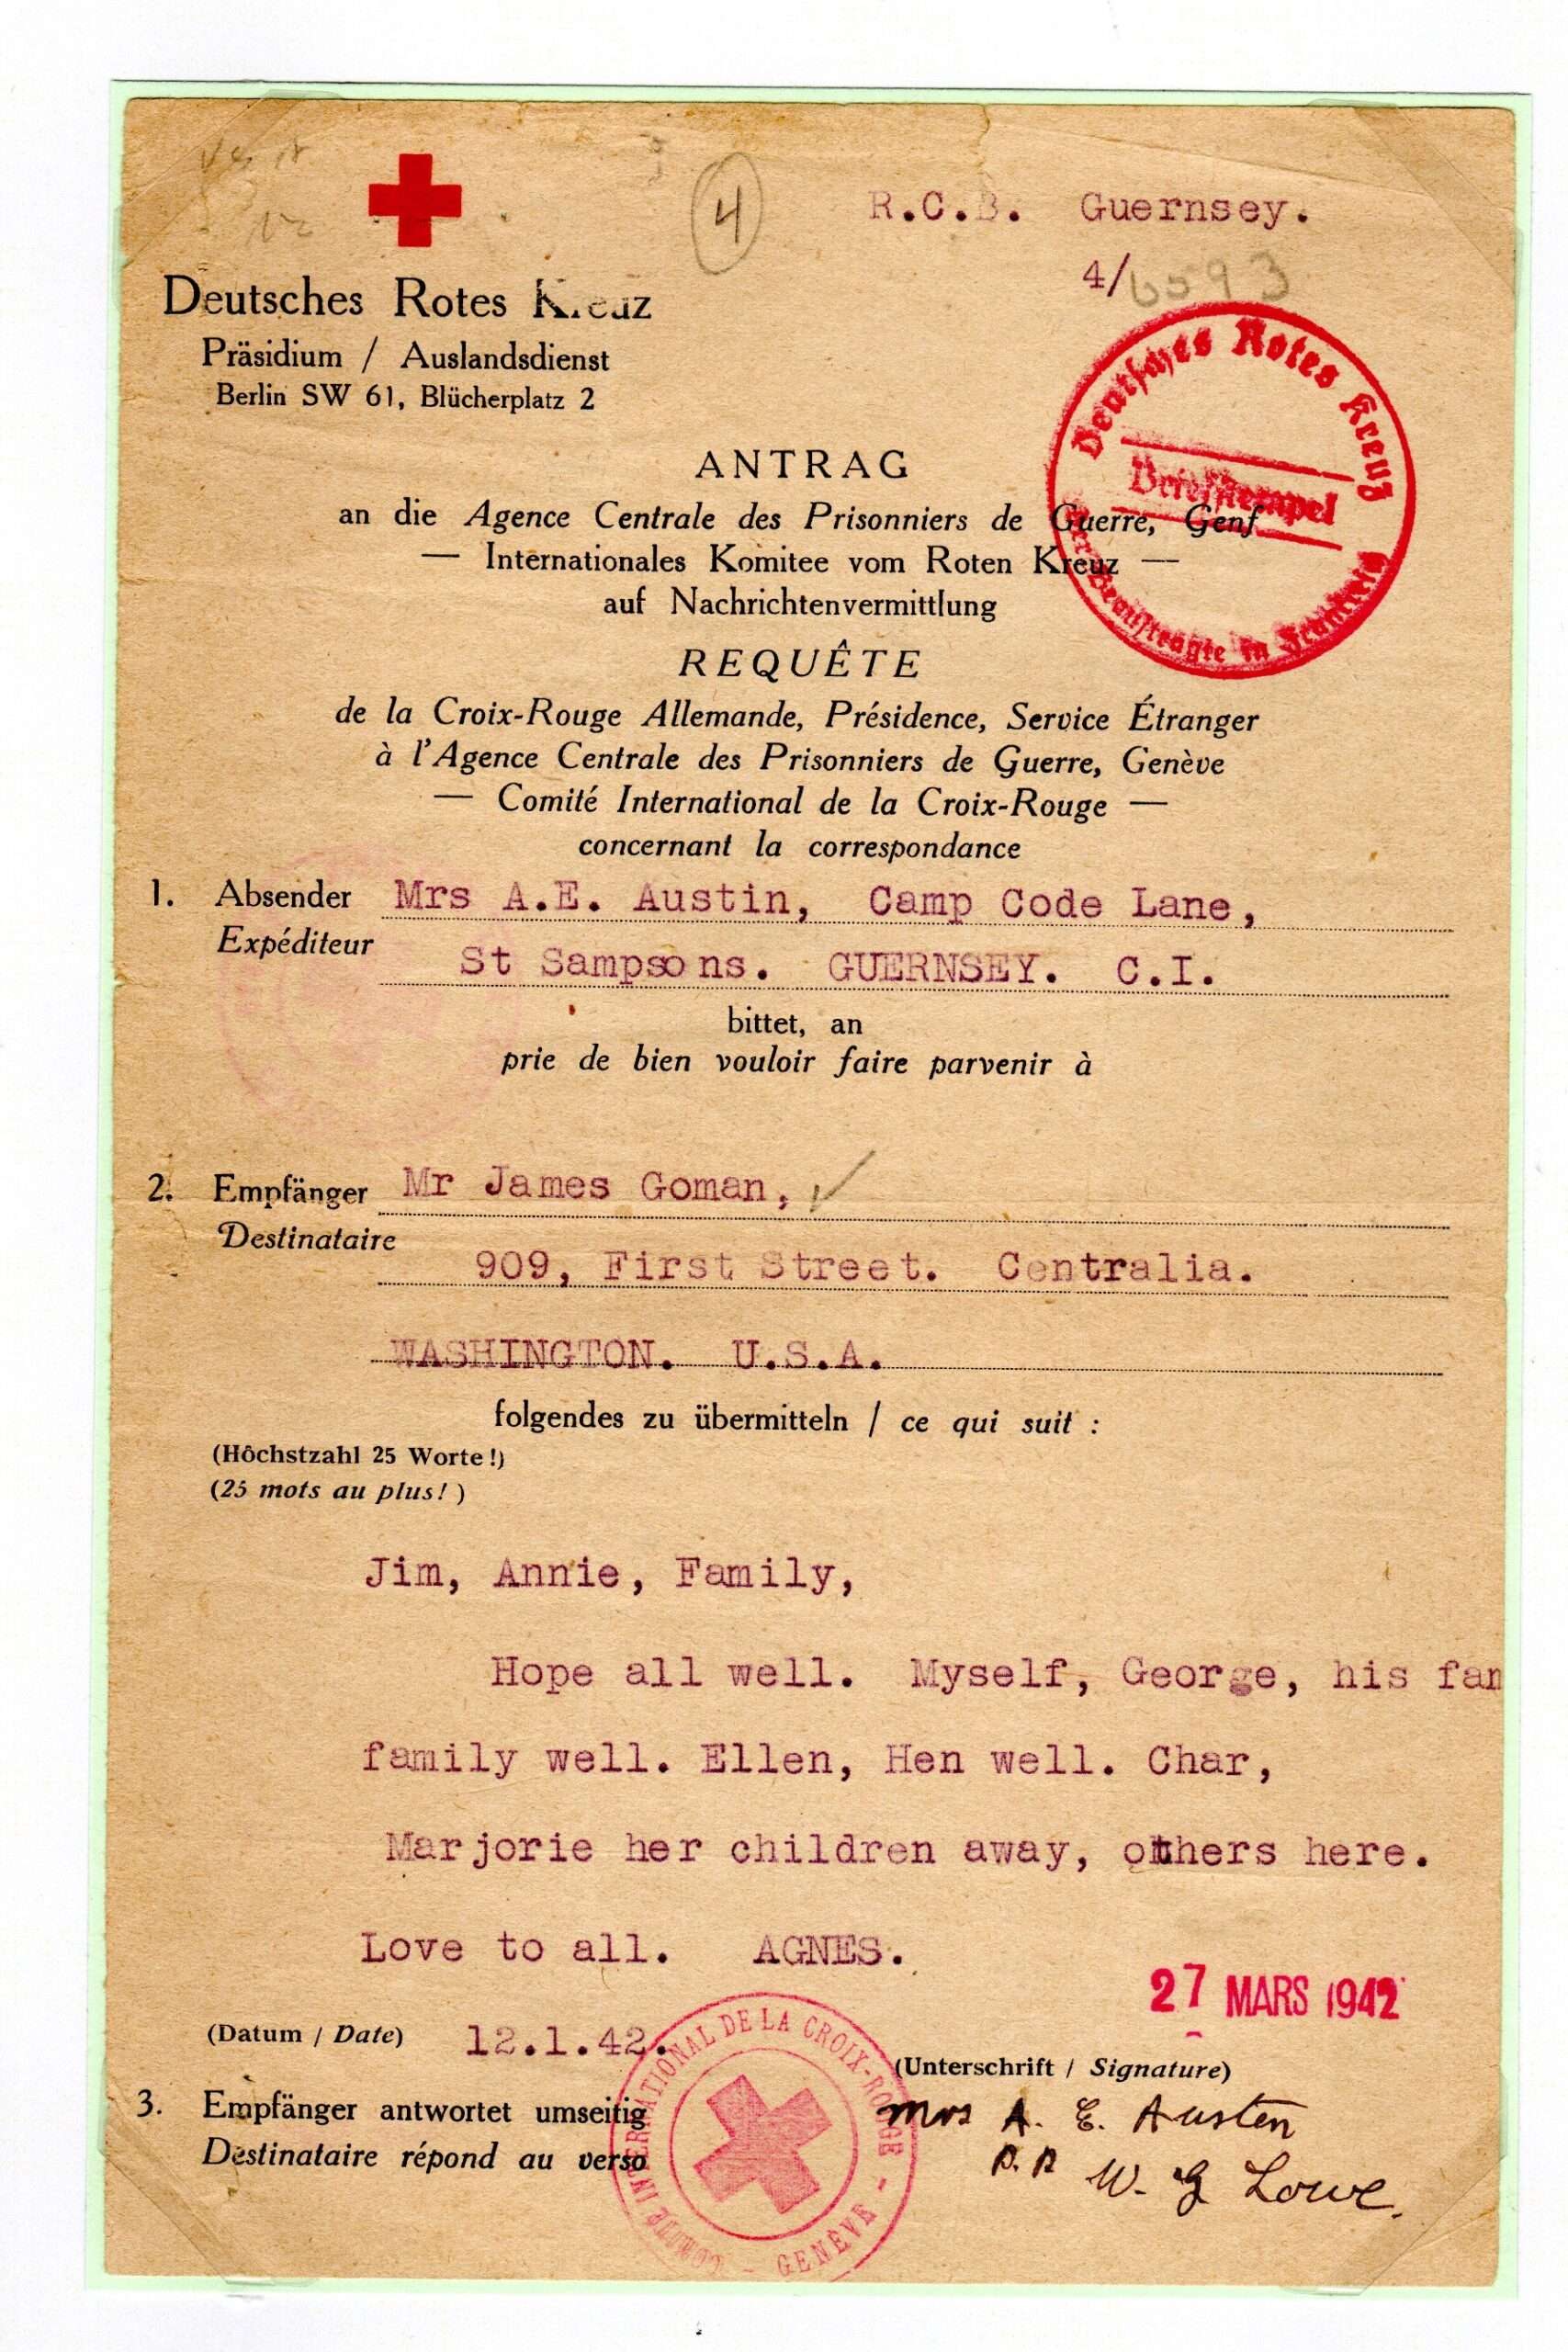 4
R.C.B. Guernsey.
4/6593
Deutsches Rotes Kreuz
Präsidium / Auslandsdienst
Berlin SW 61, Blücherplatz 2
Deutsches Rotes Kreuz
Briefstempel
Beauftragte in
ANTRAG
an die Agence Centrale des Prisonniers de Guerre, Genf
— Internationales Komitee vom Roten Kreuz —
auf Nachrichtenvermittlung
REQUÊTE
de la Croix-Rouge Allemande, Présidence, Service Étranger
à l'Agence Centrale des Prisonniers de Guerre, Genève
— Comité International de la Croix-Rouge —
concernant la correspondance
1. Absender Mrs A.E. Austin, Camp Code Lane,
Expéditeur St Sampsons. GUERNSEY. C.I.
bittet, an
prie de bien vouloir faire parvenir à
2. Empfänger Mr James Goman,
Destinataire 909, First Street. Centralia.
WASHINGTON. U.S.A.
folgendes zu übermitteln / ce qui suit :
(Höchstzahl 25 Worte!)
(25 mots au plus!)
Jim, Annie, Family,
Hope all well. Myself, George, his fam
family well. Ellen, Hen well. Char,
Marjorie her children away, others here.
Love to all. AGNES.
27 MARS 1942
(Datum / Date) 12.1.42.
(Unterschrift / Signature)
3. Empfänger antwortet umseitig
Destinataire répond au verso
Mrs A. E. Austen
W. G Lowe.
COMITÉ INTERNATIONAL DE LA CROIX-ROUGE - GENÈVE -